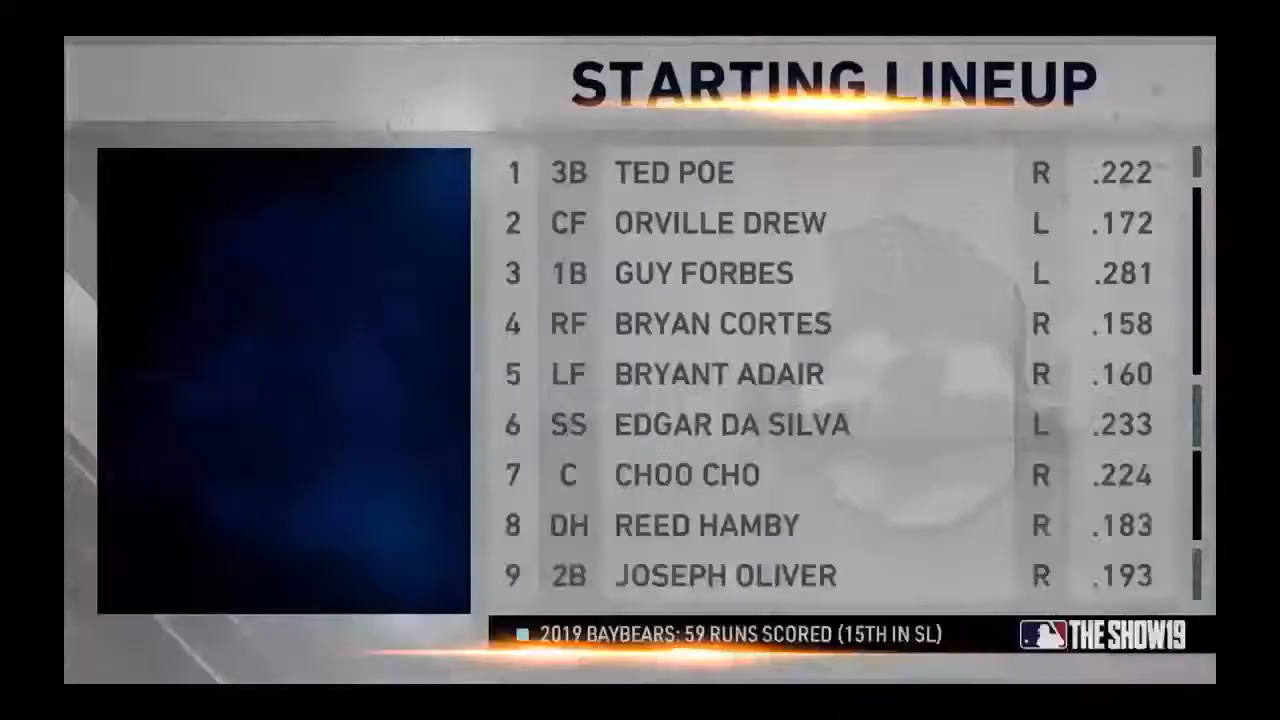 STARTING LINEUP
1 3B TED POE R .222
2 CF ORVILLE DREW L .172
3 1B GUY FORBES L .281
4 RF BRYAN CORTES R .158
5 LF BRYANT ADAIR R .160
6 SS EDGAR DA SILVA L .233
7 C CHOO CHO R .224
8 DH REED HAMBY R .183
9 2B JOSEPH OLIVER R .193
2019 BAYBEARS: 59 RUNS SCORED (15TH IN SL) THE SHOW19